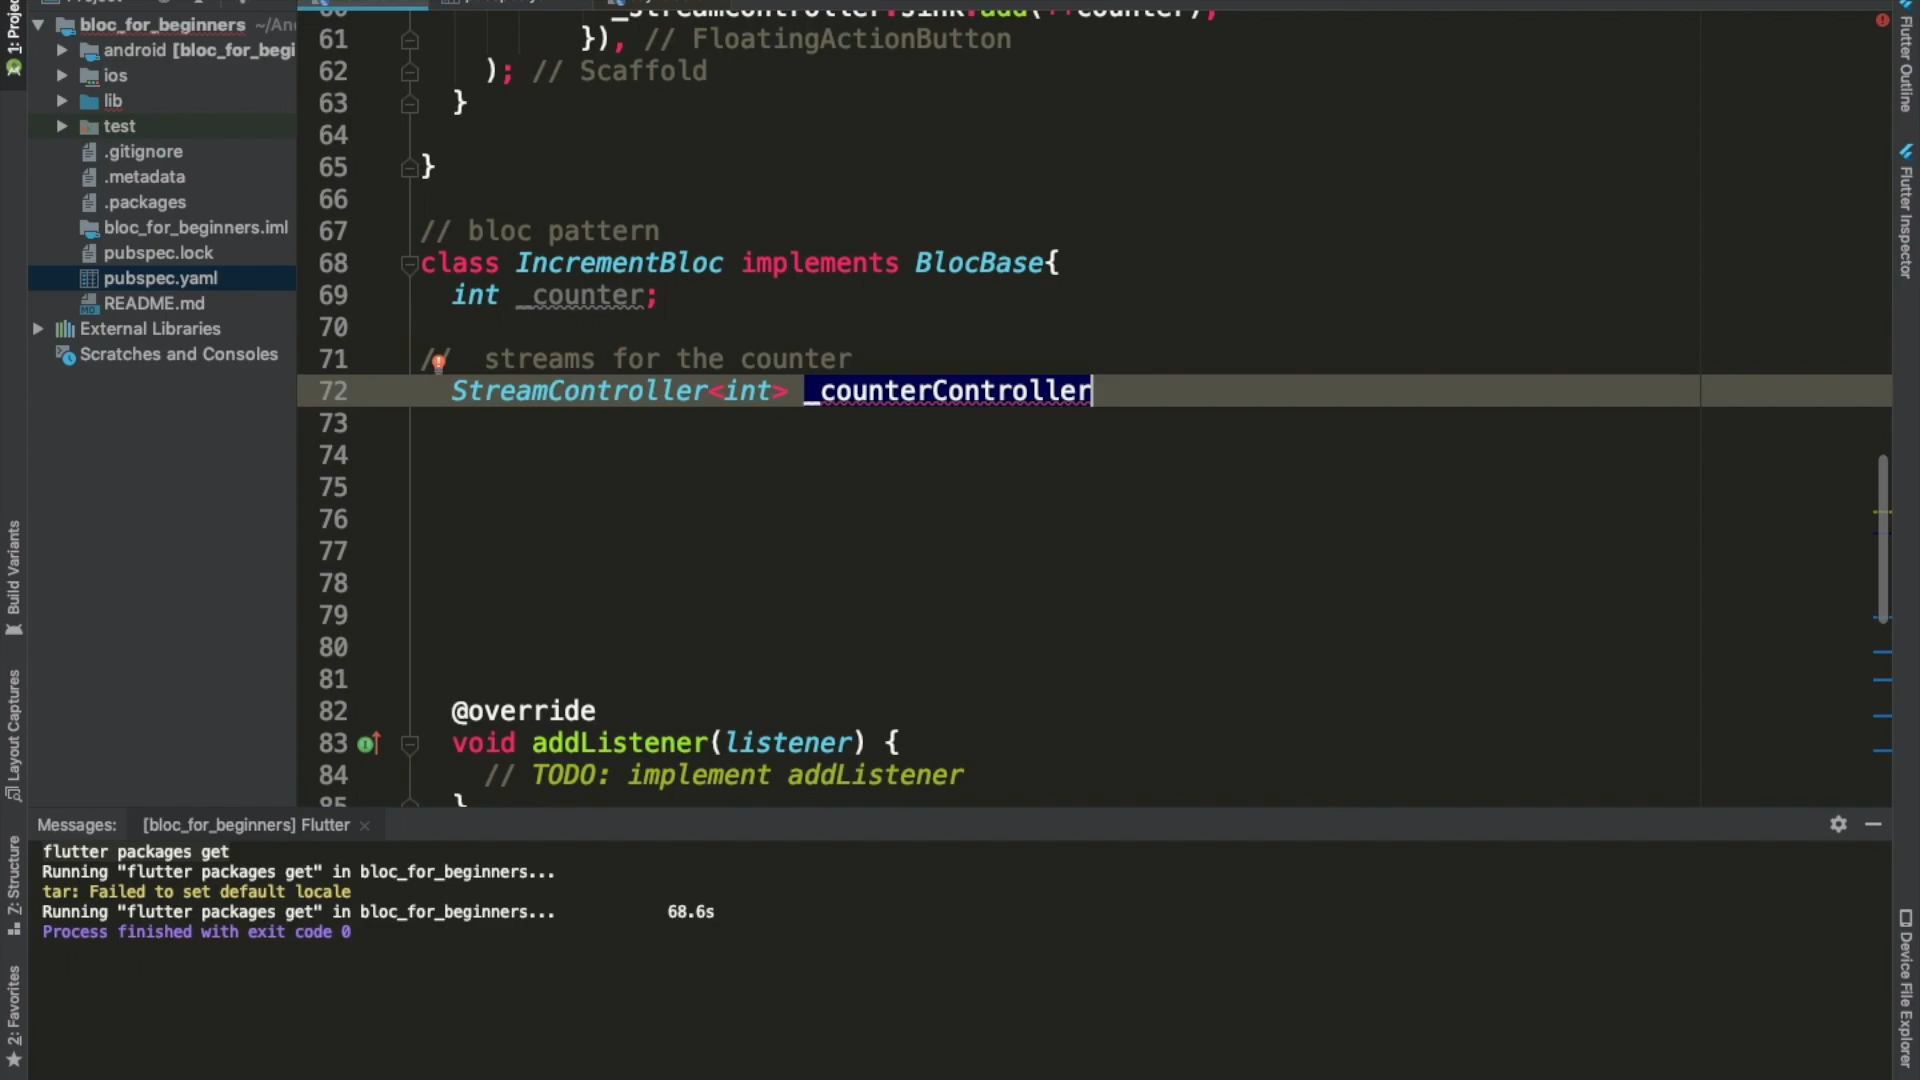 bloc_for_beginners ~/An
android [bloc_for_begi
ios
lib
test
.gitignore
.metadata
.packages
bloc_for_beginners.iml
pubspec.lock
pubspec.yaml
README.md
External Libraries
Scratches and Consoles
1: Project
Build Variants
Layout Captures
Z: Structure
2: Favorites
_streamController.sink.add(++counter);
61 }), // FloatingActionButton
62 ); // Scaffold
63 }
64
65 }
66
67 // bloc pattern
68 class IncrementBloc implements BlocBase{
69 int _counter;
70
71 // streams for the counter
72 StreamController<int> _counterController
73
74
75
76
77
78
79
80
81
82 @override
83 void addListener(listener) {
84 // TODO: implement addListener
85 }
Messages: [bloc_for_beginners] Flutter
flutter packages get
Running "flutter packages get" in bloc_for_beginners...
tar: Failed to set default locale
Running "flutter packages get" in bloc_for_beginners... 68.6s
Process finished with exit code 0
Flutter Outline
Flutter Inspector
Device File Explorer